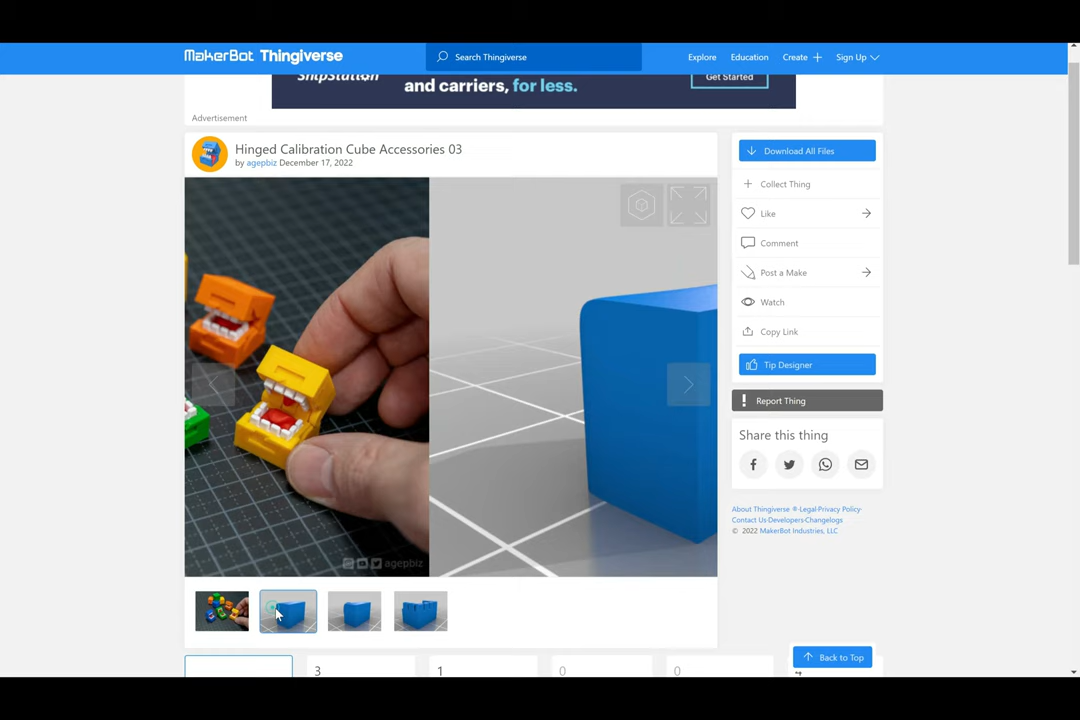 MakerBot Thingiverse
Search Thingiverse
Explore
Education
Create
Sign Up
ShipStation
and carriers, for less.
Get Started
Advertisement
Hinged Calibration Cube Accessories 03
by agepbiz December 17, 2022
Download All Files
Collect Thing
Like
Comment
Post a Make
Watch
Copy Link
Tip Designer
Report Thing
Share this thing
About Thingiverse ® Legal Privacy Policy
Contact Us Developers Changelogs
© 2022 MakerBot Industries, LLC
agepbiz
Back to Top
3
1
0
0